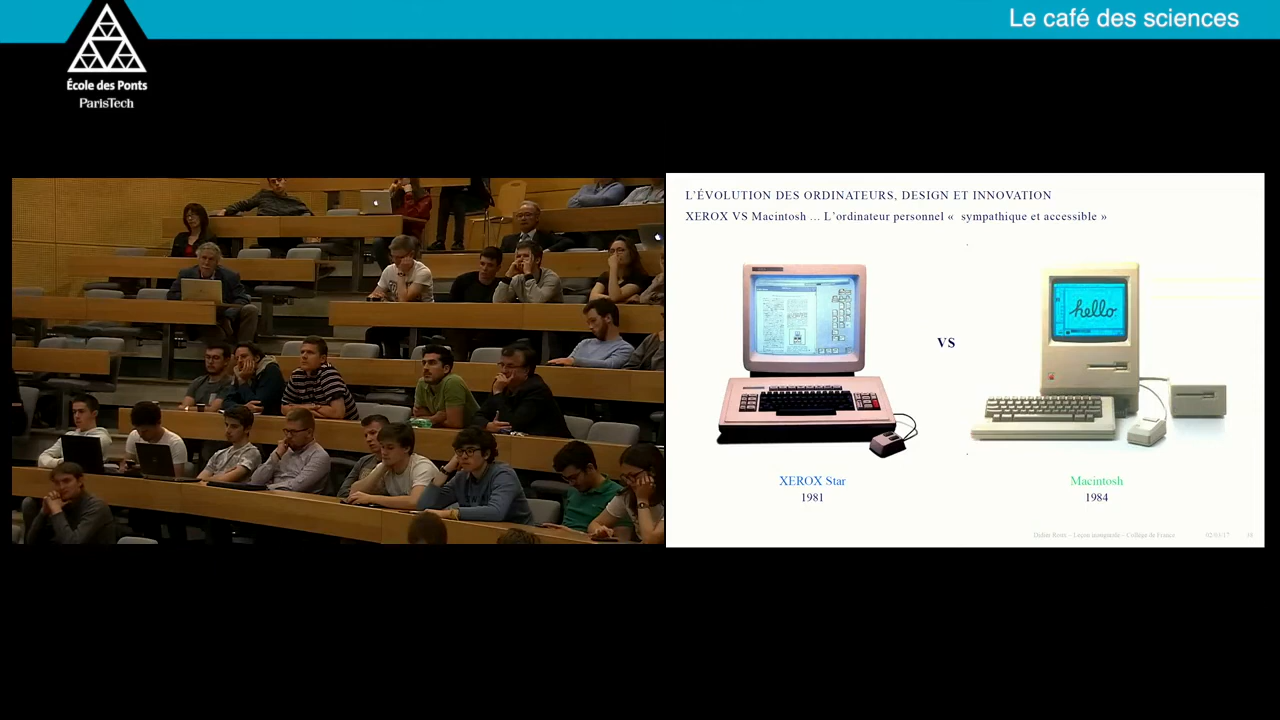 Le café des sciences
École des Ponts
ParisTech
L'ÉVOLUTION DES ORDINATEURS, DESIGN ET INNOVATION
XEROX VS Macintosh ... L'ordinateur personnel « sympathique et accessible »
VS
hello
XEROX Star
1981
Macintosh
1984